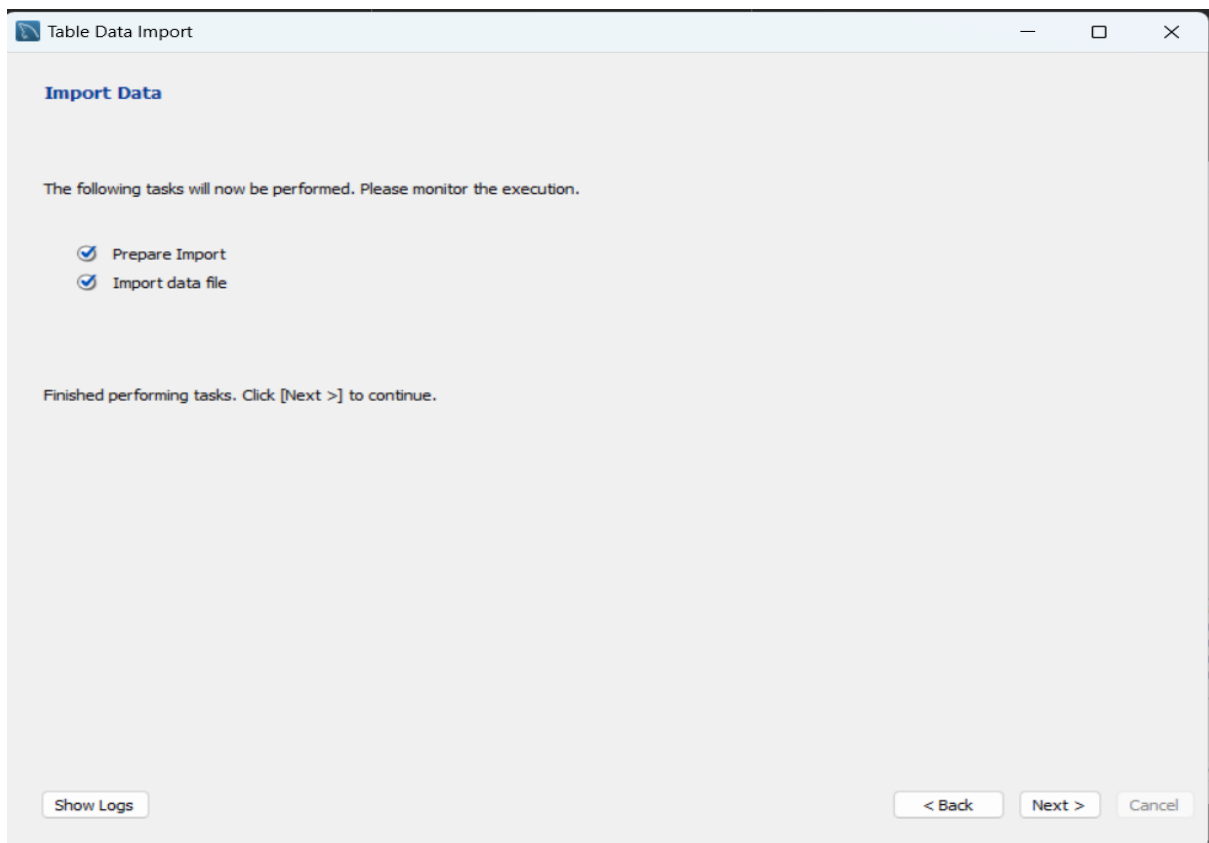 Table Data Import
Import Data
The following tasks will now be performed. Please monitor the execution.
Prepare Import
Import data file
Finished performing tasks. Click [Next >] to continue.
Show Logs
< Back
Next >
Cancel